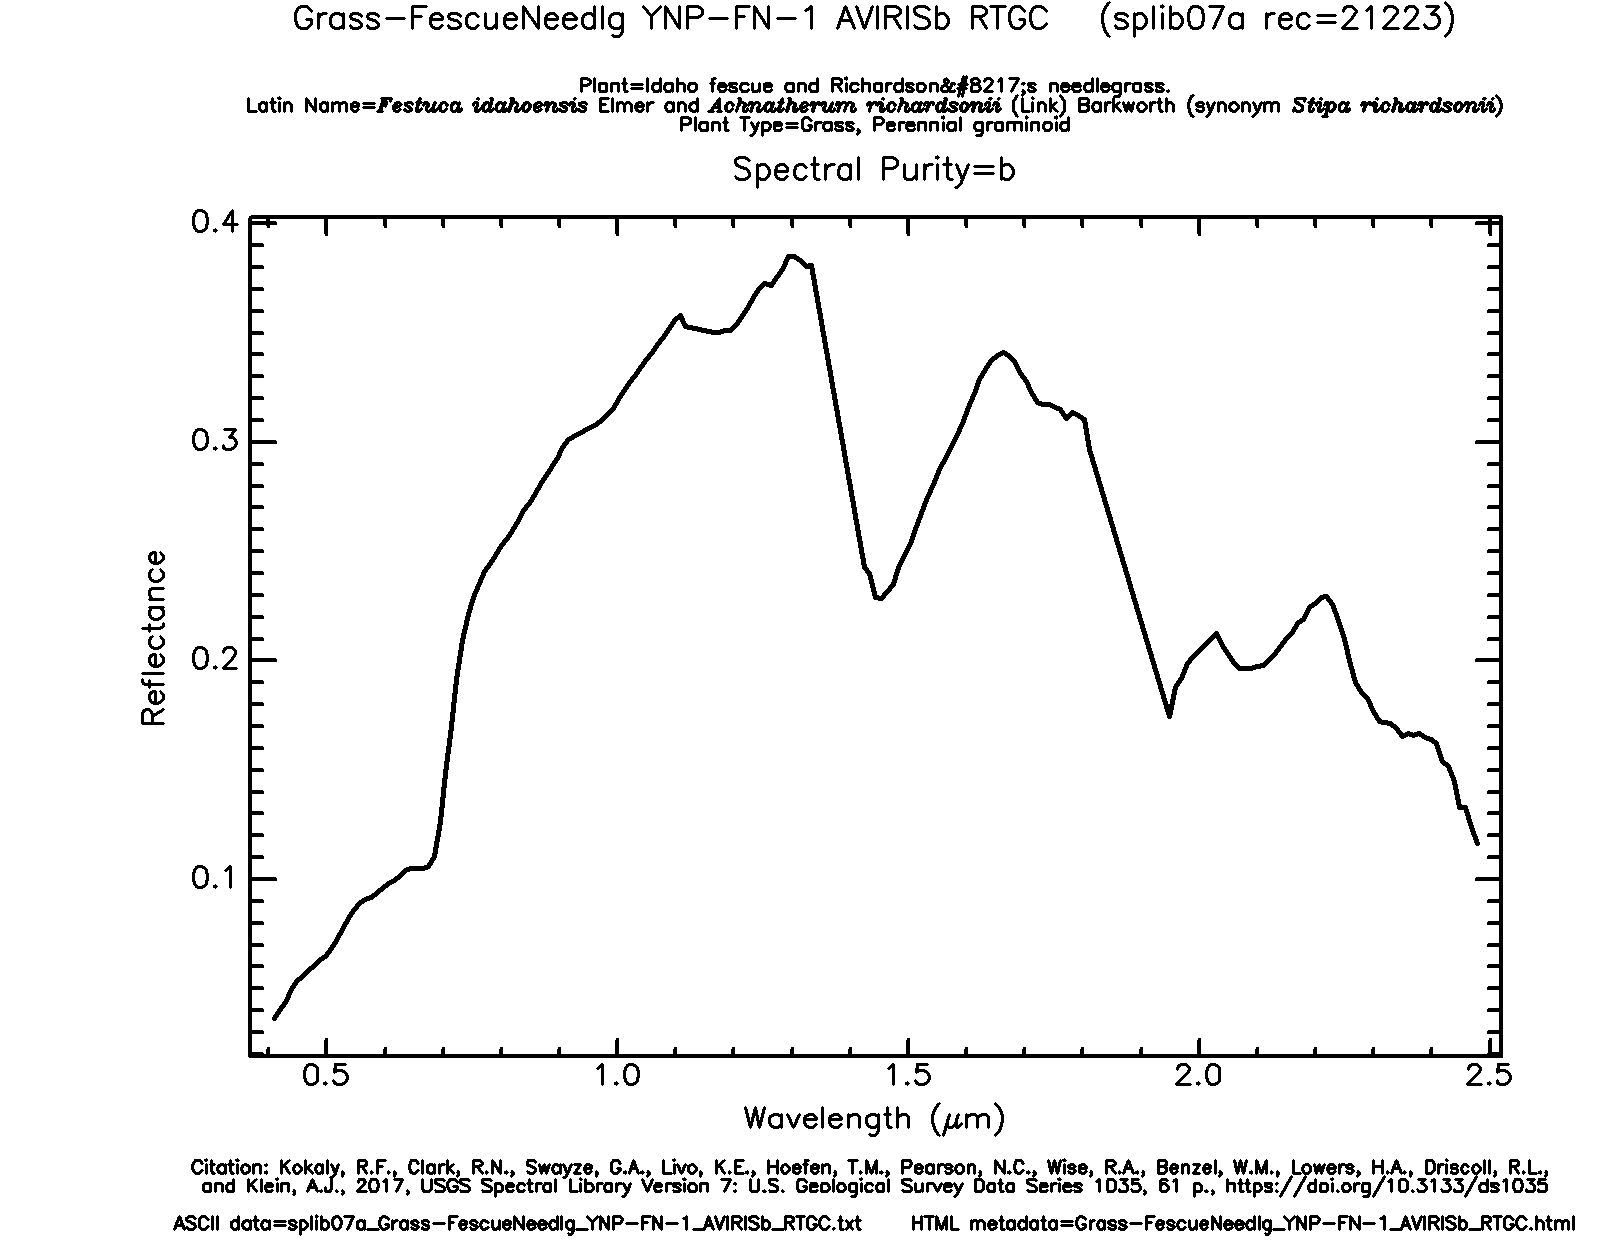 Grass-FescueNeedlg YNP-FN-1 AVIRISb RTGC (splib07a rec=21223)
Plant=Idaho fescue and Richardson&#8217;s needlegrass.
Latin Name=Festuca idahoensis Elmer and Achnatherum richardsonii (Link) Barkworth (synonym Stipa richardsonii)
Plant Type=Grass, Perennial graminoid
Spectral Purity=b
0.4
0.3
0.2
0.1
Reflectance
0.5 1.0 1.5 2.0 2.5
Wavelength (μm)
Citation: Kokaly, R.F., Clark, R.N., Swayze, G.A., Livo, K.E., Hoefen, T.M., Pearson, N.C., Wise, R.A., Benzel, W.M., Lowers, H.A., Driscoll, R.L.,
and Klein, A.J., 2017, USGS Spectral Library Version 7: U.S. Geological Survey Data Series 1035, 61 p., https://doi.org/10.3133/ds1035
ASCII data=splib07a_Grass-FescueNeedlg_YNP-FN-1_AVIRISb_RTGC.txt HTML metadata=Grass-FescueNeedlg_YNP-FN-1_AVIRISb_RTGC.html